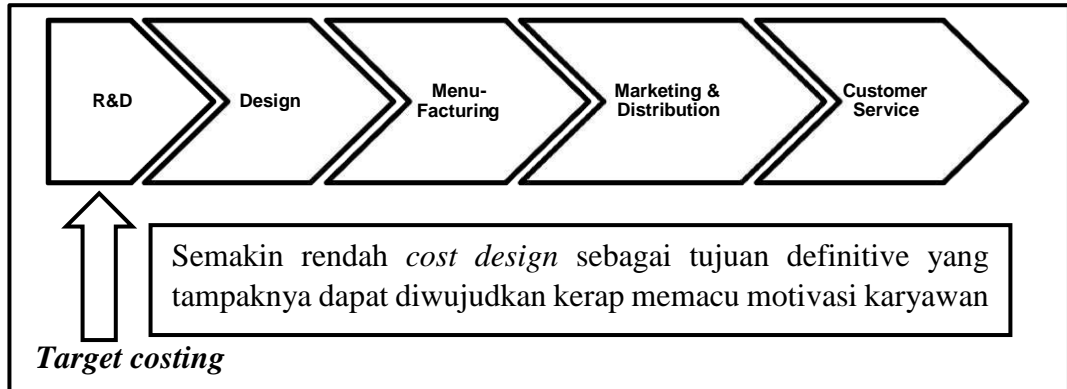 R&D
Design
Menu-
Facturing
Marketing &
Distribution
Customer
Service
Semakin rendah cost design sebagai tujuan definitive yang
tampaknya dapat diwujudkan kerap memacu motivasi karyawan
Target costing